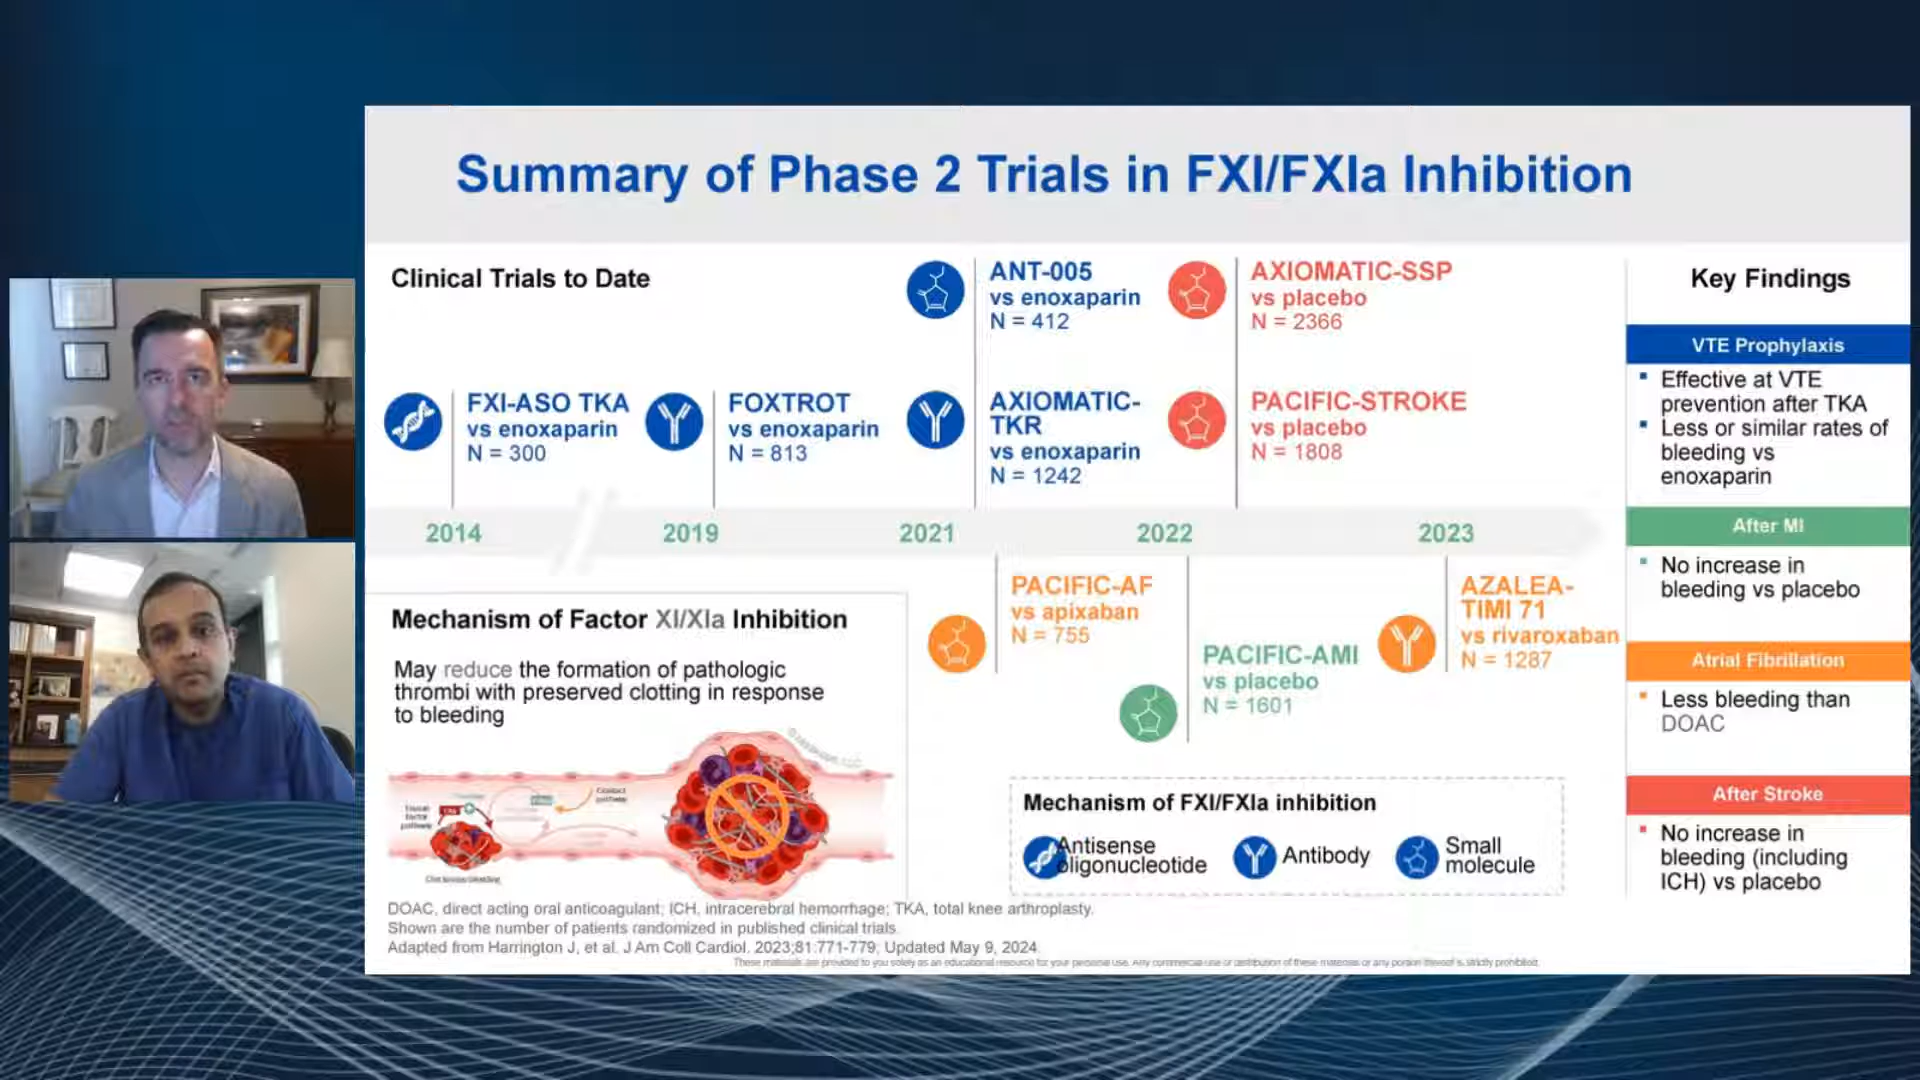 Summary of Phase 2 Trials in FXI/FXIa Inhibition
Clinical Trials to Date
ANT-005
vs enoxaparin
N = 412
AXIOMATIC-SSP
vs placebo
N = 2366
FXI-ASO TKA
vs enoxaparin
N = 300
FOXTROT
vs enoxaparin
N = 813
AXIOMATIC-
TKR
vs enoxaparin
N = 1242
PACIFIC-STROKE
vs placebo
N = 1808
2014
2019
2021
2022
2023
PACIFIC-AF
vs apixaban
N = 755
PACIFIC-AMI
vs placebo
N = 1601
AZALEA-
TIMI 71
vs rivaroxaban
N = 1287
Mechanism of Factor XI/XIa Inhibition
May reduce the formation of pathologic
thrombi with preserved clotting in response
to bleeding
Contact
pathway
Mechanism of FXI/FXIa inhibition
Antisense
oligonucleotide
Antibody
Small
molecule
Key Findings
VTE Prophylaxis
Effective at VTE
prevention after TKA
Less or similar rates of
bleeding vs
enoxaparin
After MI
No increase in
bleeding vs placebo
Atrial Fibrillation
Less bleeding than
DOAC
After Stroke
No increase in
bleeding (including
ICH) vs placebo
DOAC, direct acting oral anticoagulant; ICH, intracerebral hemorrhage; TKA, total knee arthroplasty.
Shown are the number of patients randomized in published clinical trials.
Adapted from Harrington J, et al. J Am Coll Cardiol. 2023;81:771-779; Updated May 9, 2024.
These materials are provided to you solely as an educational resource for your personal use. Any commercial use or distribution of these materials or any portion thereof is strictly prohibited.